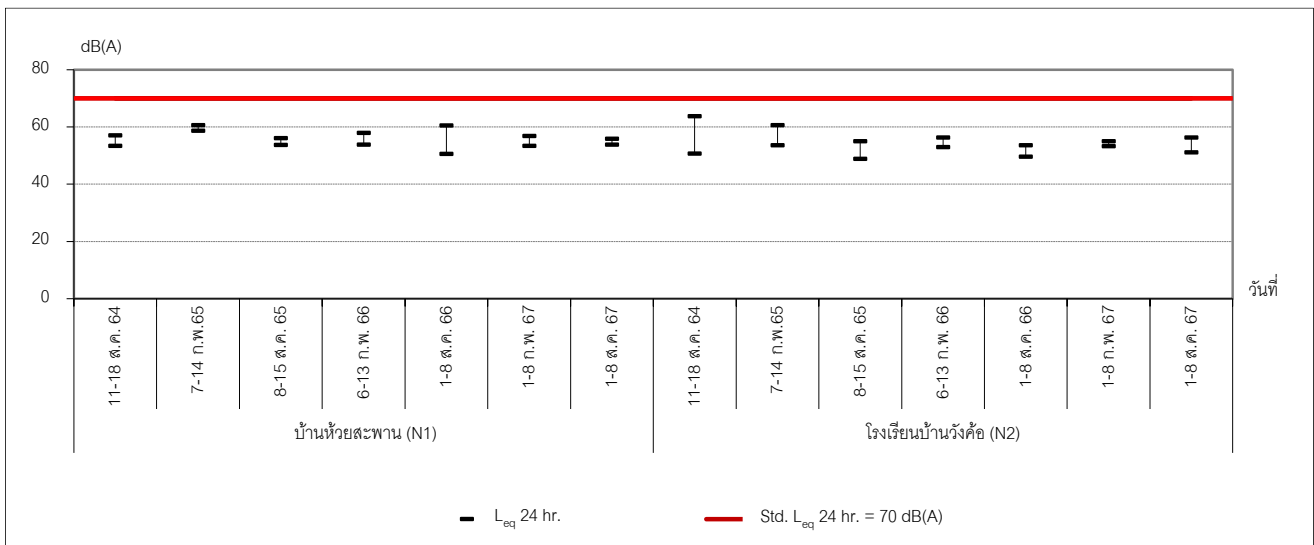 dB(A)
80
60
40
20
0
วันที่
11-18 ส.ค. 64
7-14 ก.พ.65
8-15 ส.ค. 65
6-13 ก.พ. 66
1-8 ส.ค. 66
1-8 ก.พ. 67
1-8 ส.ค. 67
11-18 ส.ค. 64
7-14 ก.พ.65
8-15 ส.ค. 65
6-13 ก.พ. 66
1-8 ส.ค. 66
1-8 ก.พ. 67
1-8 ส.ค. 67
บ้านห้วยสะพาน (N1)
โรงเรียนบ้านวังค้อ (N2)
Leq 24 hr.
Std. Leq 24 hr. = 70 dB(A)